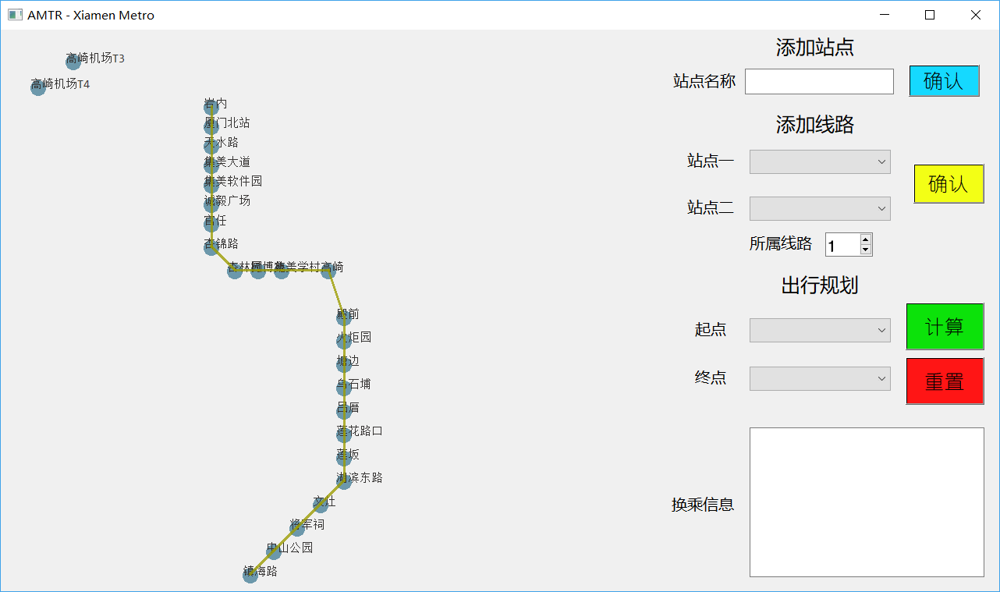 AMTR - Xiamen Metro
高崎机场T3
高崎机场T4
岩内
厦门北站
天水路
集美大道
集美软件园
诚毅广场
官任
杏锦路
杏林村
园博苑
集美学村
高崎
殿前
火炬园
塘边
乌石埔
吕厝
莲花路口
莲坂
湖滨东路
文灶
将军祠
中山公园
镇海路
添加站点
站点名称
确认
添加线路
站点一
站点二
确认
所属线路
1
出行规划
起点
计算
终点
重置
换乘信息